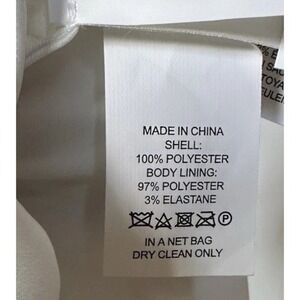 MADE IN CHINA
SHELL:
100% POLYESTER
BODY LINING:
97% POLYESTER
3% ELASTANE
P
IN A NET BAG
DRY CLEAN ONLY